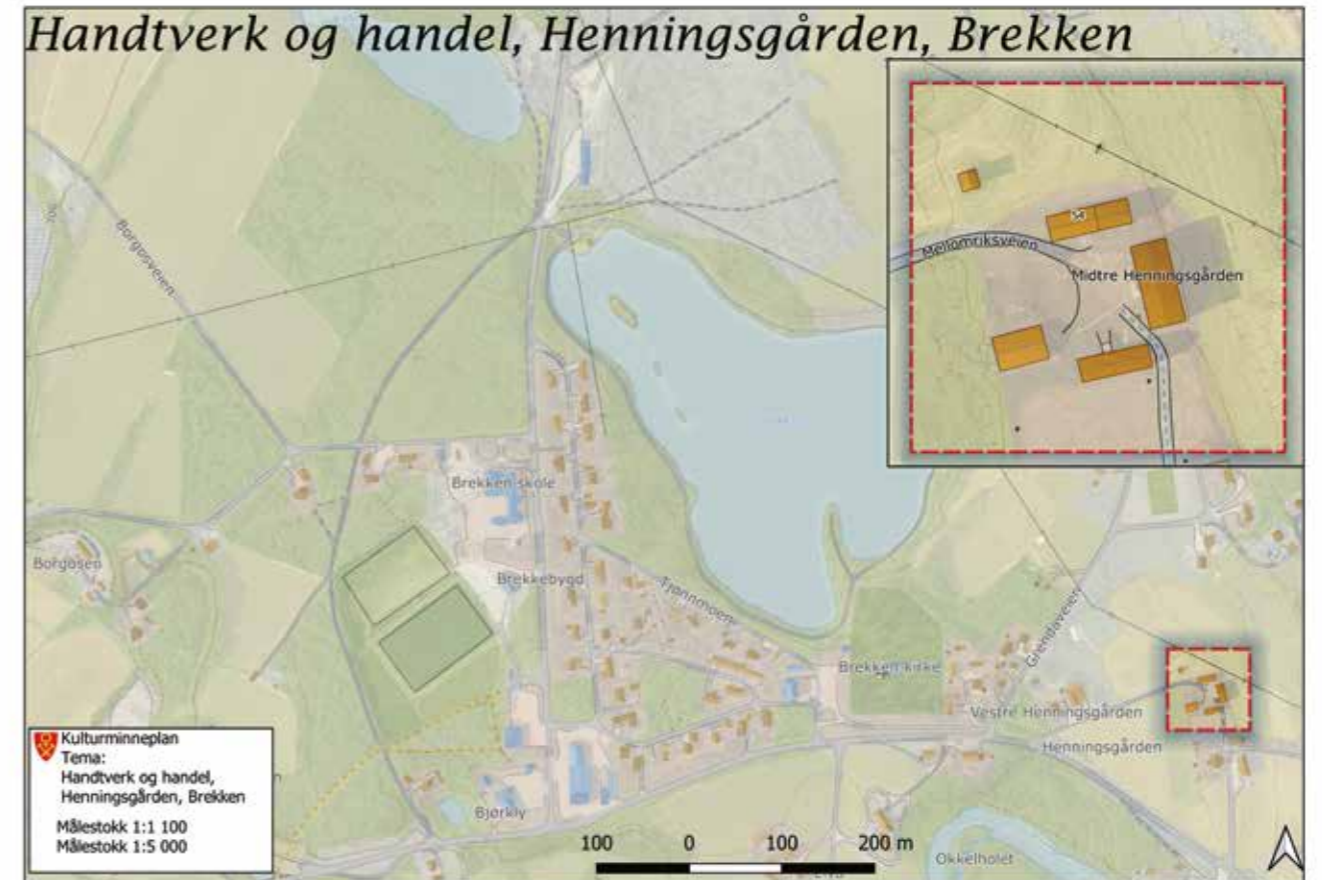 Handtverk og handel, Henningsgården, Brekken
Mellomriksveien
Midtre Henningsgården
Borgosveien
Brekken skole
Borgosen
Brekkebygd
Tjønnmoen
Grendaveien
Brekken kirke
Vestre Henningsgården
Henningsgården
Bjørkly
Okkelholet
Kulturminneplan
Tema:
Handtverk og handel,
Henningsgården, Brekken
Målestokk 1:1 100
Målestokk 1:5 000
100 0 100 200 m